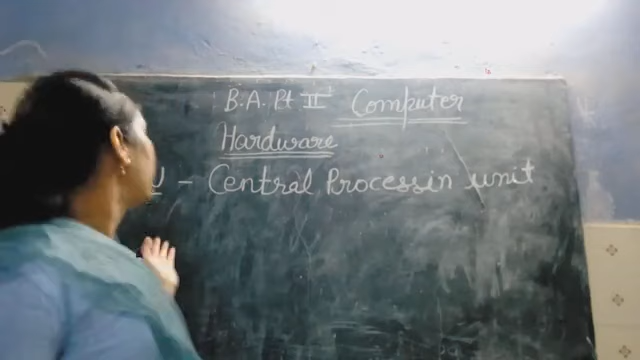 B.A. Pt II Computer
Hardware
U - Central Processin unit